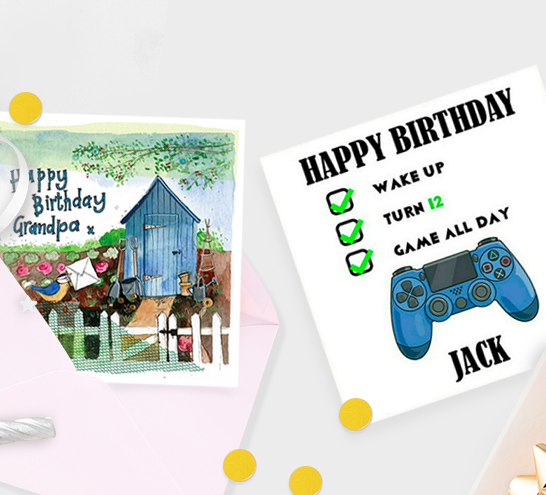 Happy
Birthday
Grandpa x
HAPPY BIRTHDAY
WAKE UP
TURN 12
GAME ALL DAY
JACK